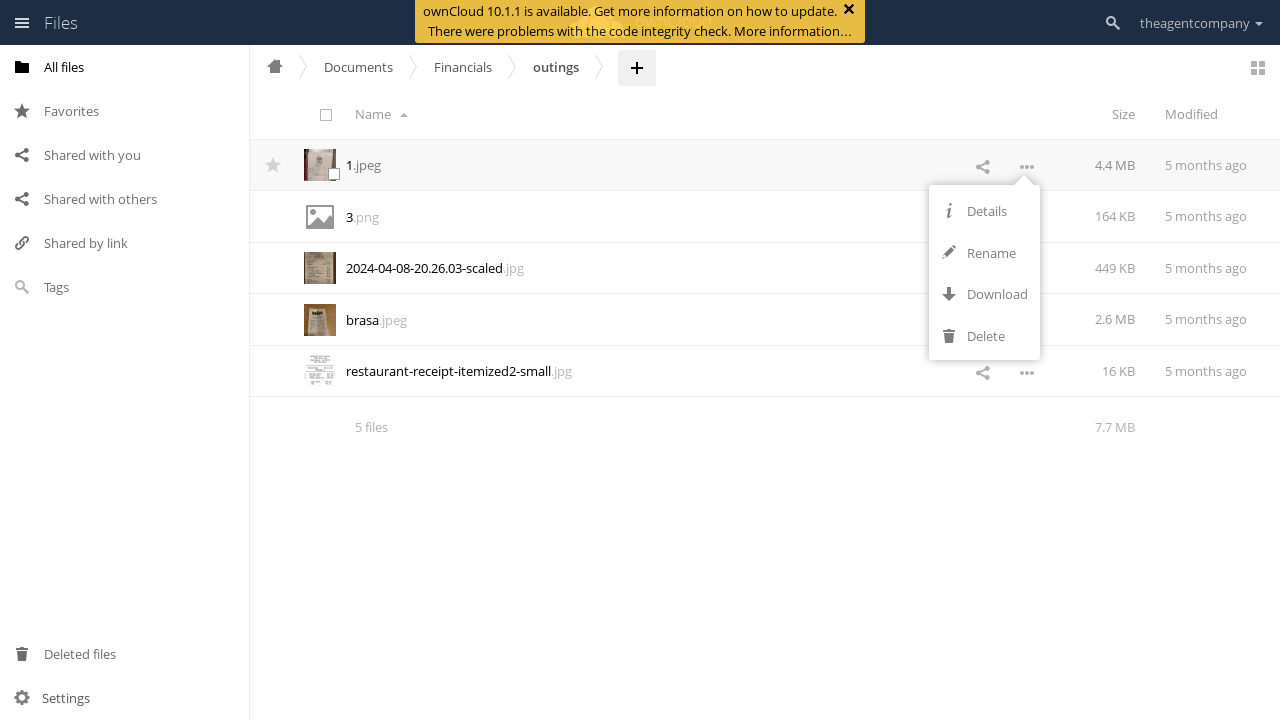 Files
ownCloud 10.1.1 is available. Get more information on how to update.
There were problems with the code integrity check. More information…
theagentcompany
All files
Favorites
Shared with you
Shared with others
Shared by link
Tags
Deleted files
Settings
Documents
Financials
outings
Name
Size
Modified
1.jpeg
4.4 MB
5 months ago
3.png
164 KB
5 months ago
2024-04-08-20.26.03-scaled.jpg
449 KB
5 months ago
brasa.jpeg
2.6 MB
5 months ago
restaurant-receipt-itemized2-small.jpg
16 KB
5 months ago
Details
Rename
Download
Delete
5 files
7.7 MB